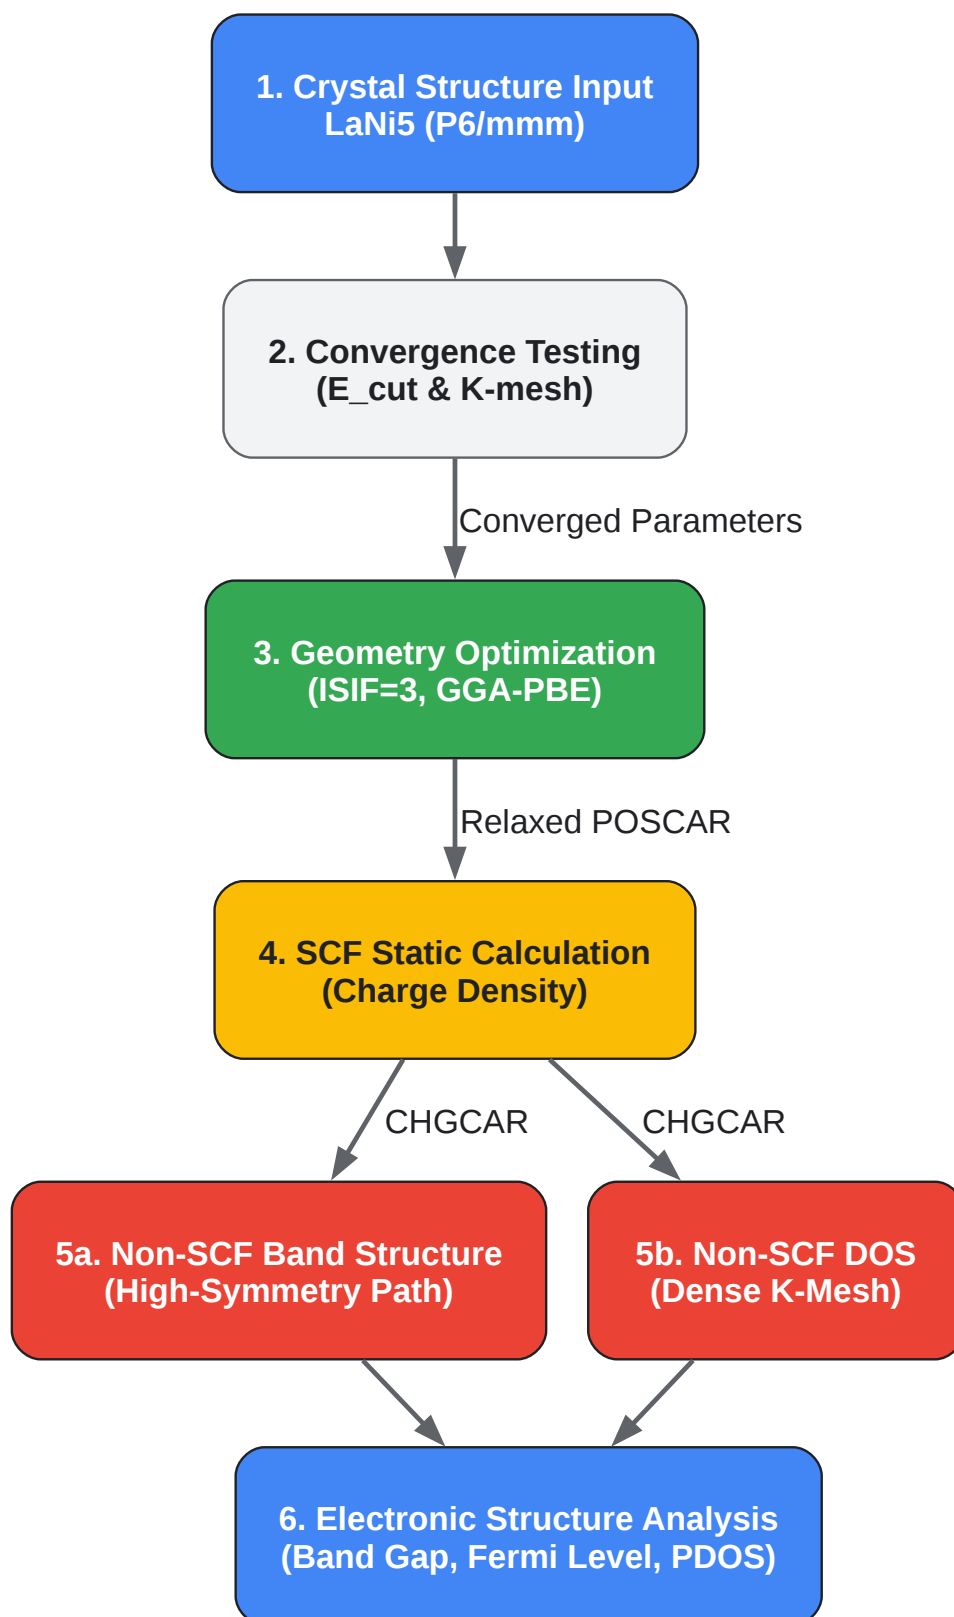 1. Crystal Structure Input
LaNi5 (P6/mmm)
2. Convergence Testing
(E_cut & K-mesh)
Converged Parameters
3. Geometry Optimization
(ISIF=3, GGA-PBE)
Relaxed POSCAR
4. SCF Static Calculation
(Charge Density)
CHGCAR
CHGCAR
5a. Non-SCF Band Structure
(High-Symmetry Path)
5b. Non-SCF DOS
(Dense K-Mesh)
6. Electronic Structure Analysis
(Band Gap, Fermi Level, PDOS)